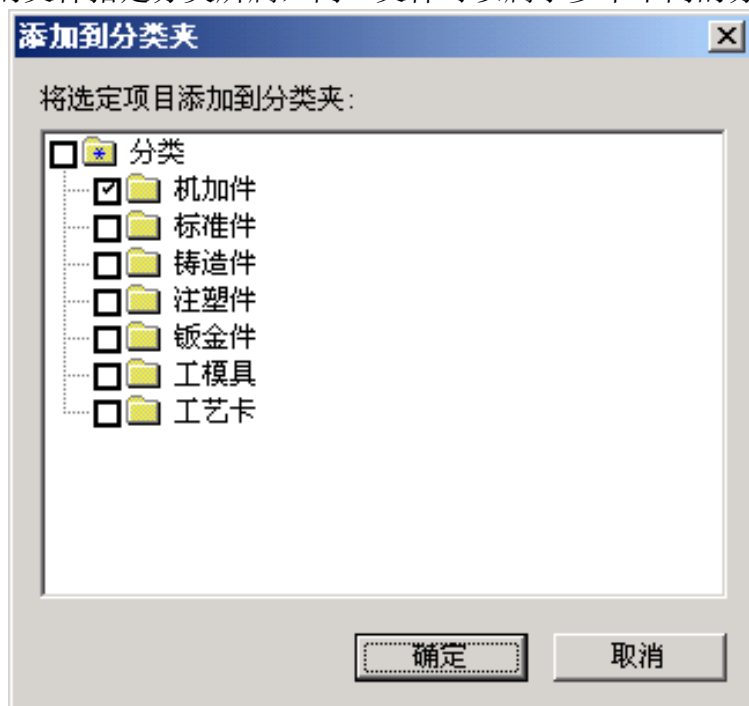 添加到分类夹
将选定项目添加到分类夹:
分类
机加件
标准件
铸造件
注塑件
钣金件
工模具
工艺卡
确定
取消